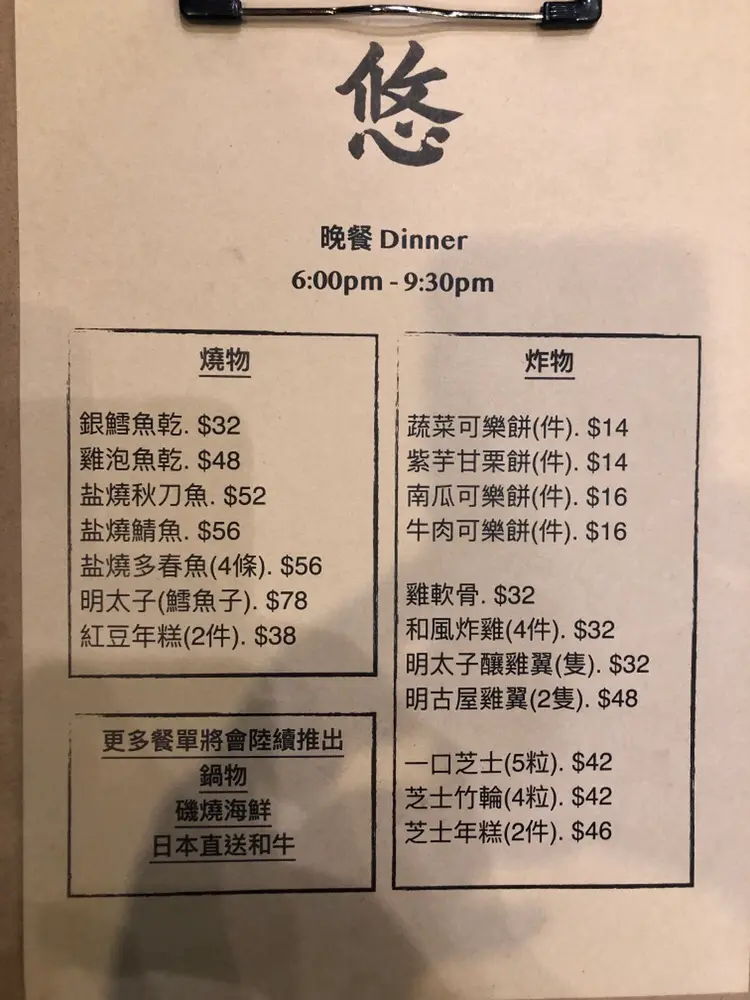 悠
晚餐 Dinner
6:00pm - 9:30pm
燒物
銀鱈魚乾. $32
雞泡魚乾. $48
盐燒秋刀魚. $52
盐燒鯖魚. $56
盐燒多春魚(4條). $56
明太子(鱈魚子). $78
紅豆年糕(2件). $38
更多餐單將會陸續推出
鍋物
磯燒海鮮
日本直送和牛
炸物
蔬菜可樂餅(件). $14
紫芋甘栗餅(件). $14
南瓜可樂餅(件). $16
牛肉可樂餅(件). $16
雞軟骨. $32
和風炸雞(4件). $32
明太子釀雞翼(隻). $32
明古屋雞翼(2隻). $48
一口芝士(5粒). $42
芝士竹輪(4粒). $42
芝士年糕(2件). $46